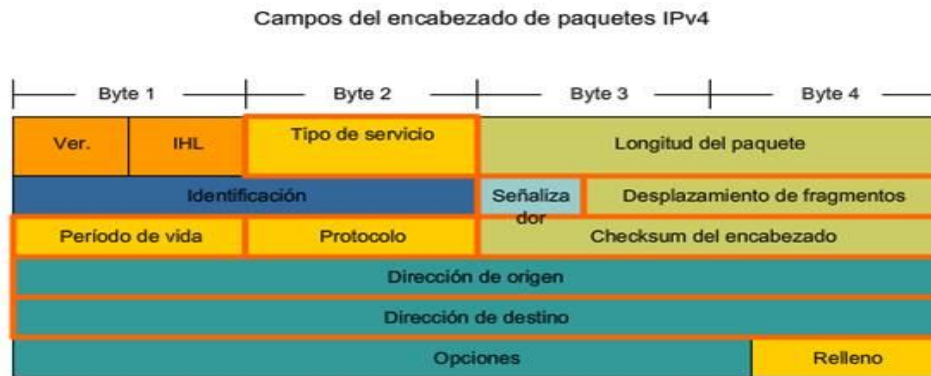 Campos del encabezado de paquetes IPv4
Byte 1 Byte 2 Byte 3 Byte 4
Ver. IHL Tipo de servicio Longitud del paquete
Identificación Señaliza Desplazamiento de fragmentos
dor
Período de vida Protocolo Checksum del encabezado
Dirección de origen
Dirección de destino
Opciones Relleno